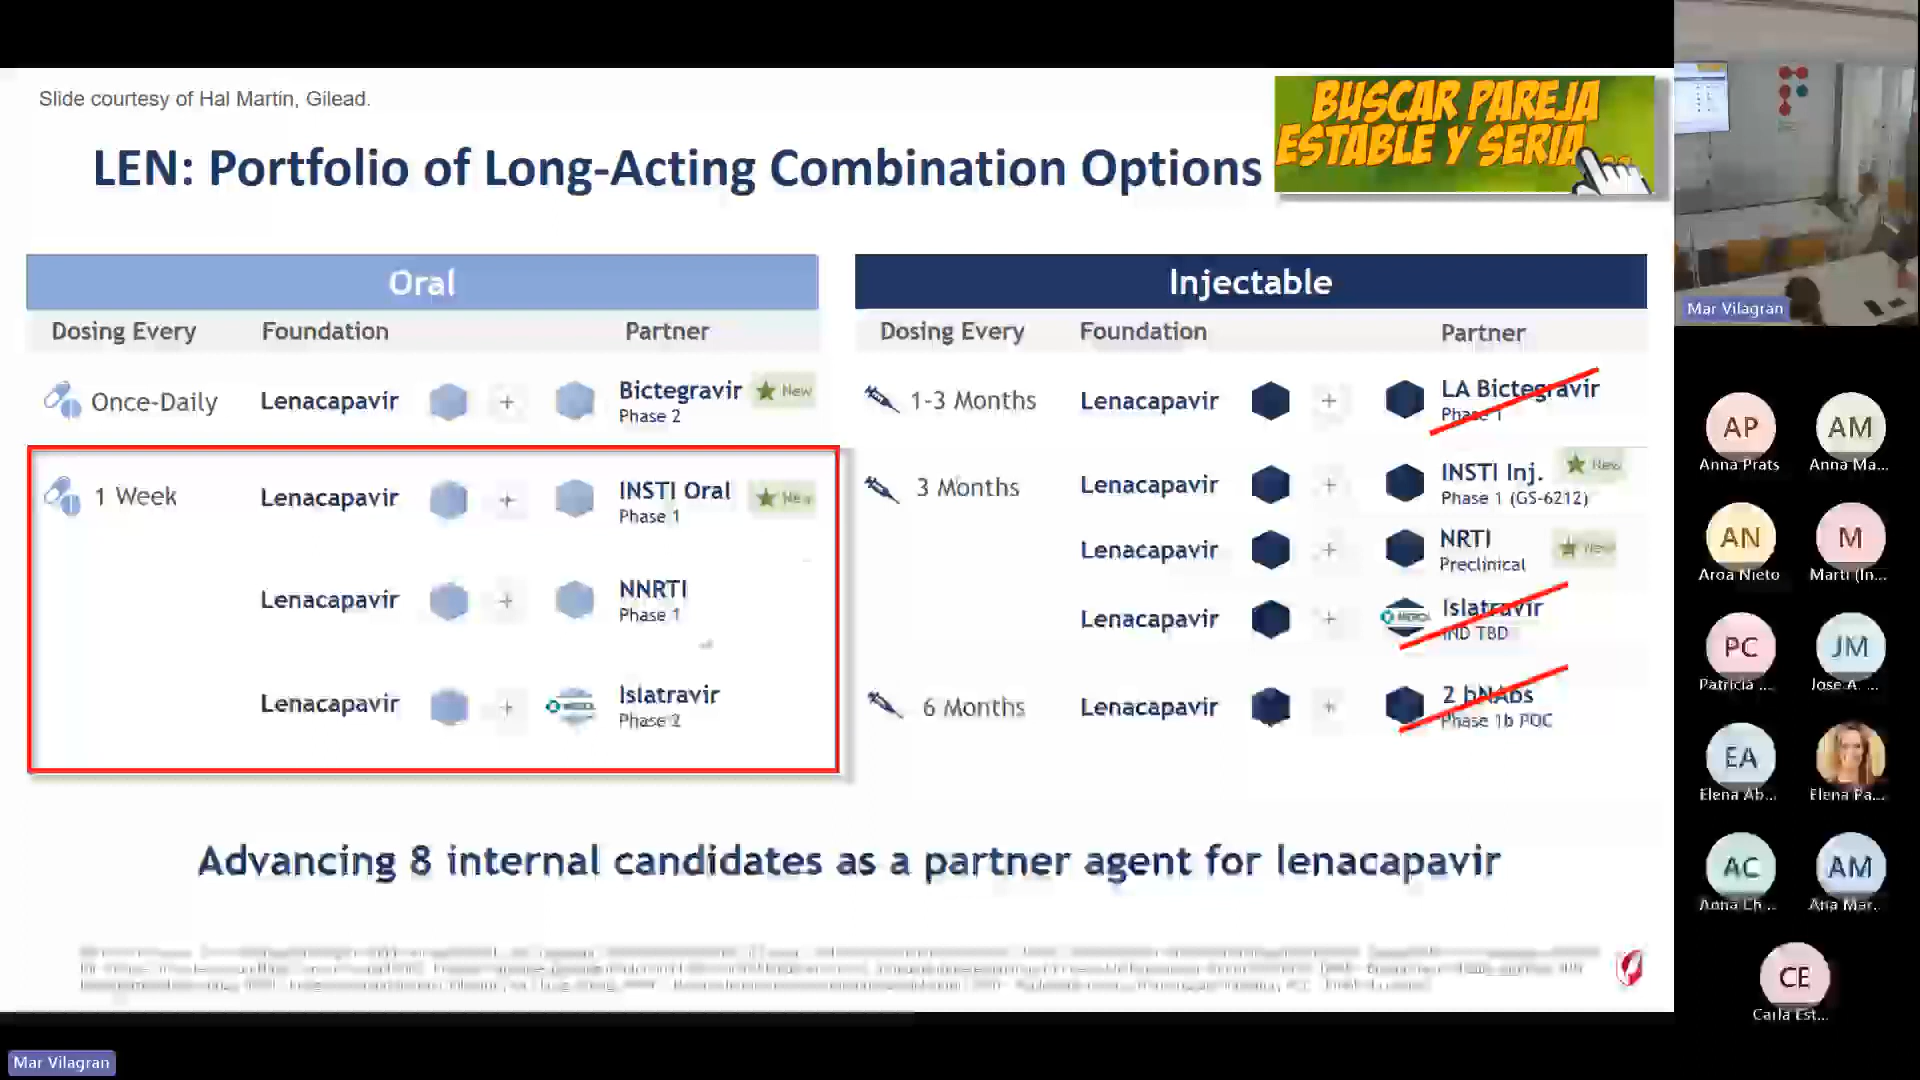 Slide courtesy of Hal Martin, Gilead.
BUSCAR PAREJA
ESTABLE Y SERIA...
LEN: Portfolio of Long-Acting Combination Options
Oral
Dosing Every Foundation Partner
Once-Daily Lenacapavir + Bictegravir New
Phase 2
1 Week Lenacapavir + INSTI Oral New
Phase 1
Lenacapavir + NNRTI
Phase 1
Lenacapavir + MERCK Islatravir
Phase 2
Injectable
Dosing Every Foundation Partner
1-3 Months Lenacapavir + LA Bictegravir
Phase 1
3 Months Lenacapavir + INSTI Inj. New
Phase 1 (GS-6212)
Lenacapavir + NRTI New
Preclinical
Lenacapavir + MERCK Islatravir
IND TBD
6 Months Lenacapavir + 2 bNAbs
Phase 1b POC
Advancing 8 internal candidates as a partner agent for lenacapavir
Mar Vilagran
Mar Vilagran
AP
Anna Prats
AM
Anna Ma...
AN
Aroa Nieto
M
Martí (In...
PC
Patricia ...
JM
Jose A. ...
EA
Elena Ab...
Elena Pa...
AC
Anna Ch...
AM
Ana Mar...
CE
Carla Est...